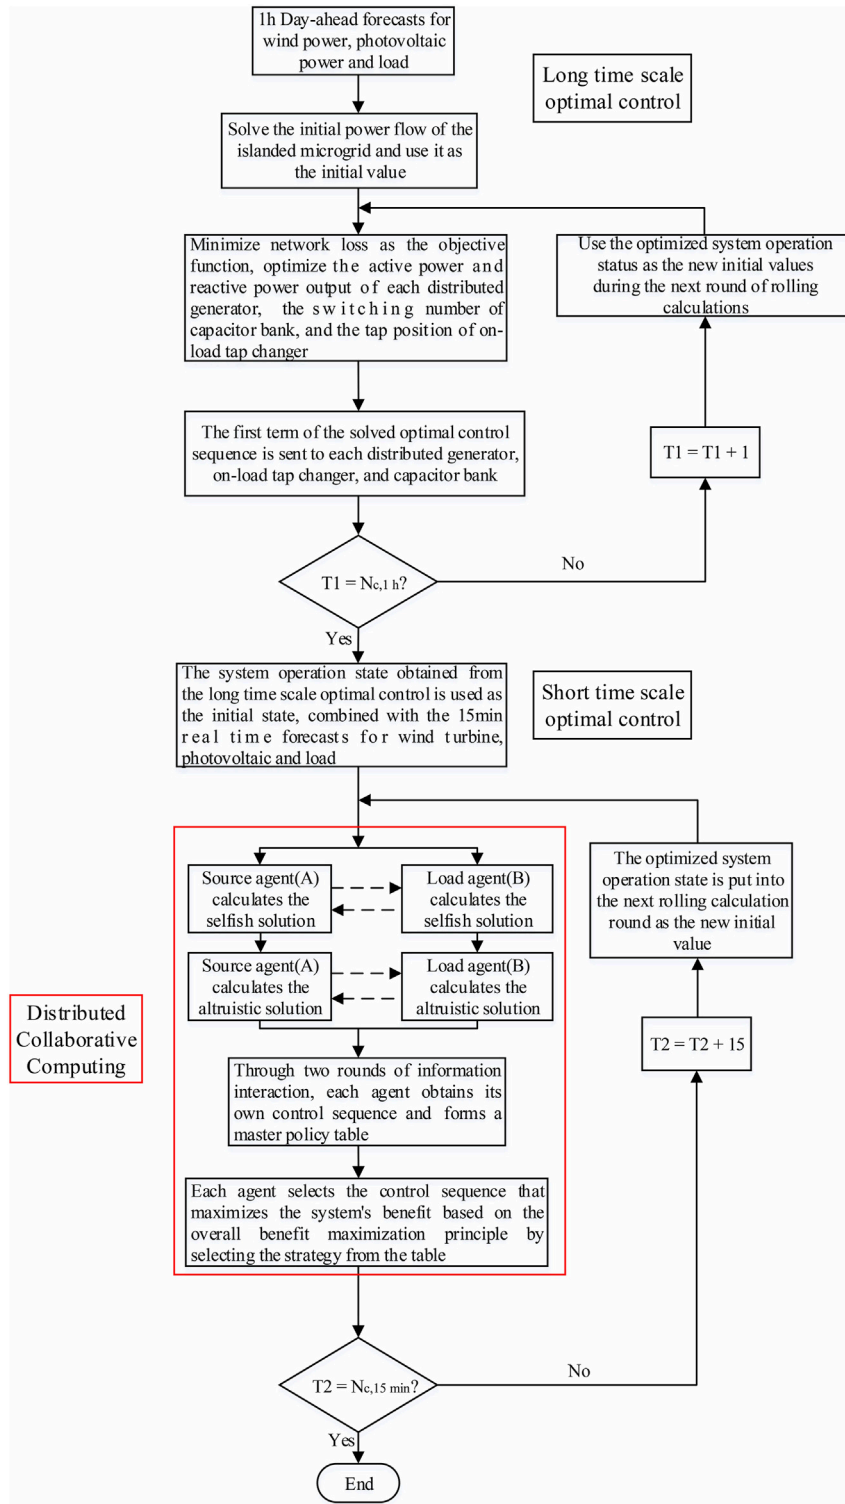 1h Day-ahead forecasts for
wind power, photovoltaic
power and load
Long time scale
optimal control
Solve the initial power flow of the
islanded microgrid and use it as
the initial value
Minimize network loss as the objective
function, optimize the active power and
reactive power output of each distributed
generator, the switching number of
capacitor bank, and the tap position of on-
load tap changer
Use the optimized system operation
status as the new initial values
during the next round of rolling
calculations
The first term of the solved optimal control
sequence is sent to each distributed generator,
on-load tap changer, and capacitor bank
T1 = T1 + 1
T1 = Nc,1 h?
No
Yes
The system operation state obtained from
the long time scale optimal control is used as
the initial state, combined with the 15min
real time forecasts for wind turbine,
photovoltaic and load
Short time scale
optimal control
Source agent(A)
calculates the
selfish solution
Load agent(B)
calculates the
selfish solution
The optimized system
operation state is put into
the next rolling calculation
round as the new initial
value
Source agent(A)
calculates the
altruistic solution
Load agent(B)
calculates the
altruistic solution
Distributed
Collaborative
Computing
T2 = T2 + 15
Through two rounds of information
interaction, each agent obtains its
own control sequence and forms a
master policy table
Each agent selects the control sequence that
maximizes the system's benefit based on the
overall benefit maximization principle by
selecting the strategy from the table
T2 = Nc,15 min?
No
Yes
End